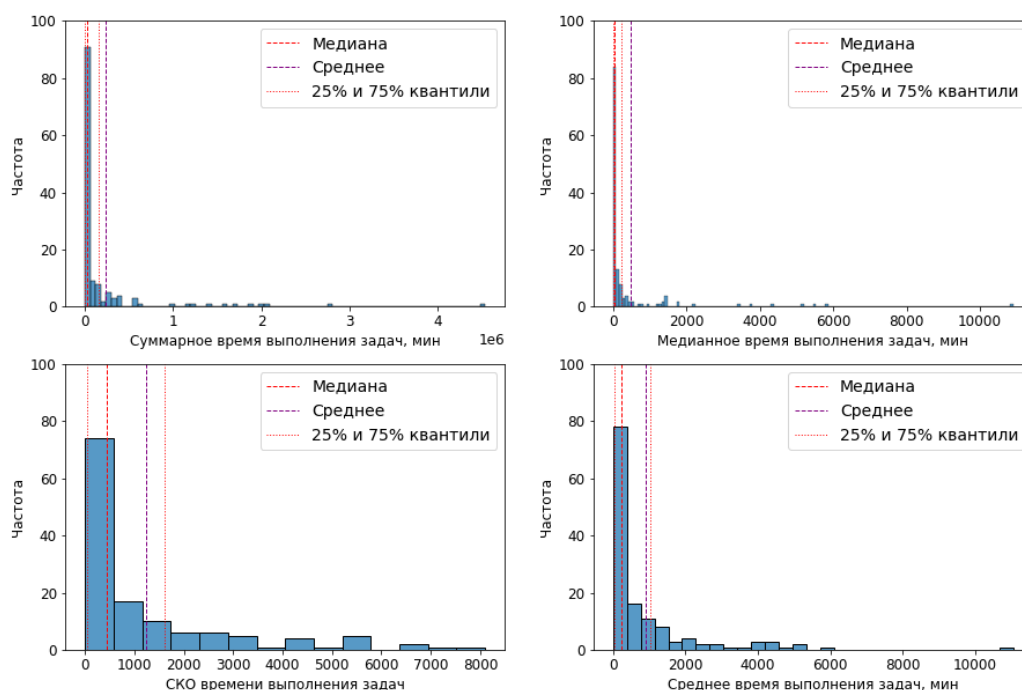 100
80
60
40
20
0
Частота
Медиана
Среднее
25% и 75% квантили
0 1 2 3 4
1e6
Суммарное время выполнения задач, мин
100
80
60
40
20
0
Частота
Медиана
Среднее
25% и 75% квантили
0 2000 4000 6000 8000 10000
Медианное время выполнения задач, мин
100
80
60
40
20
0
Частота
Медиана
Среднее
25% и 75% квантили
0 1000 2000 3000 4000 5000 6000 7000 8000
СКО времени выполнения задач
100
80
60
40
20
0
Частота
Медиана
Среднее
25% и 75% квантили
0 2000 4000 6000 8000 10000
Среднее время выполнения задач, мин